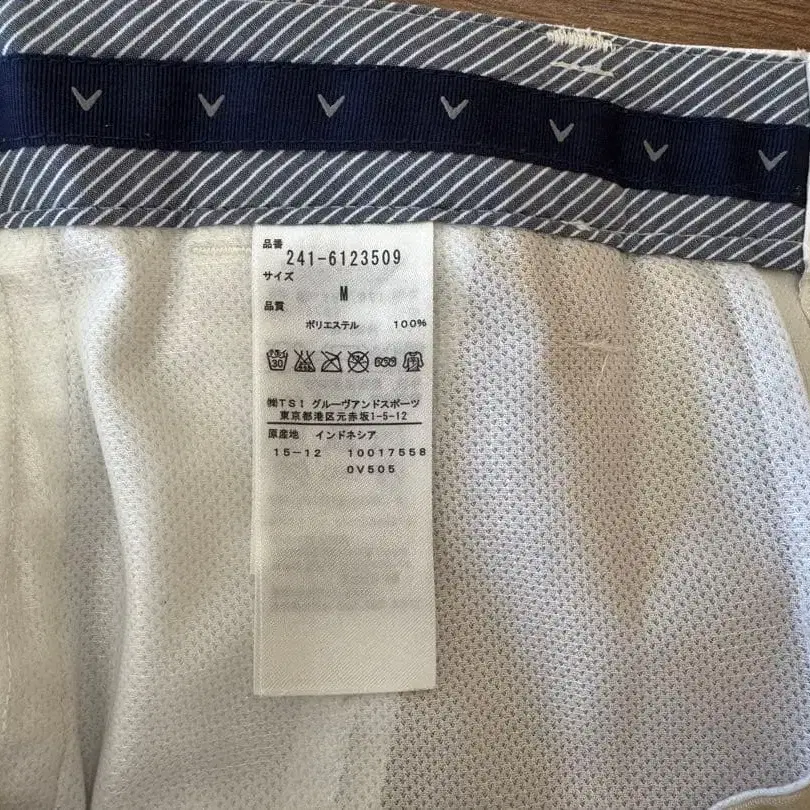 品番
241-6123509
サイズ
M
品質
ポリエステル 100%
30
㈱TSI グルーヴアンドスポーツ
東京都港区元赤坂1-5-12
原産地 インドネシア
15-12 10017558
0V505